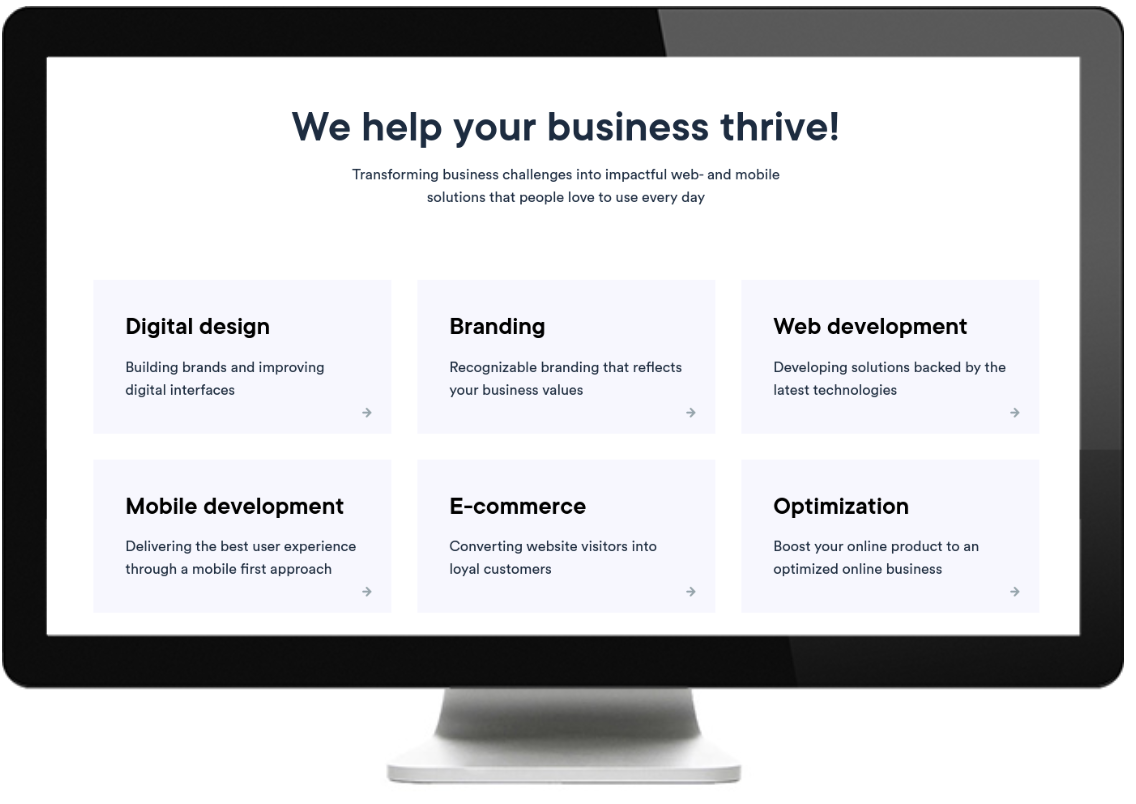 We help your business thrive!
Transforming business challenges into impactful web- and mobile
solutions that people love to use every day
Digital design
Building brands and improving
digital interfaces
Branding
Recognizable branding that reflects
your business values
Web development
Developing solutions backed by the
latest technologies
Mobile development
Delivering the best user experience
through a mobile first approach
E-commerce
Converting website visitors into
loyal customers
Optimization
Boost your online product to an
optimized online business